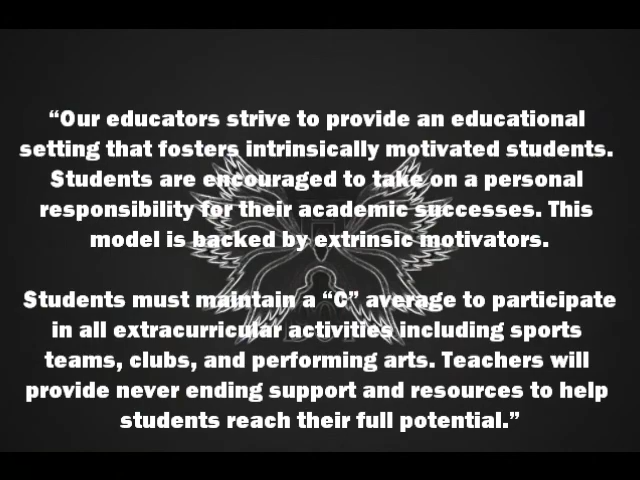 “Our educators strive to provide an educational
setting that fosters intrinsically motivated students.
Students are encouraged to take on a personal
responsibility for their academic successes. This
model is backed by extrinsic motivators.
Students must maintain a “C” average to participate
in all extracurricular activities including sports
teams, clubs, and performing arts. Teachers will
provide never ending support and resources to help
students reach their full potential.”